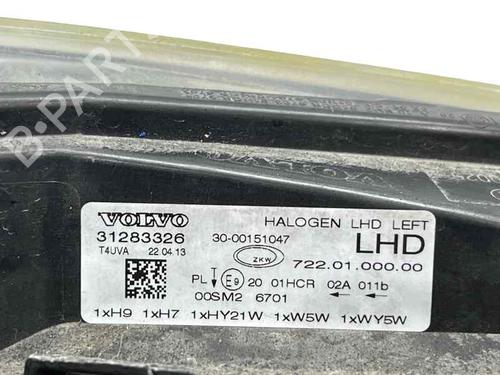 B-PARTS
VOLVO
HALOGEN LHD LEFT
31283326
30-00151047
LHD
T4UVA 22.04.13
ZKW
722.01.000.00
PL E9 20 01HCR 02A 011b
00SM2 6701
1xH9 1xH7 1xHY21W 1xW5W 1xWY5W